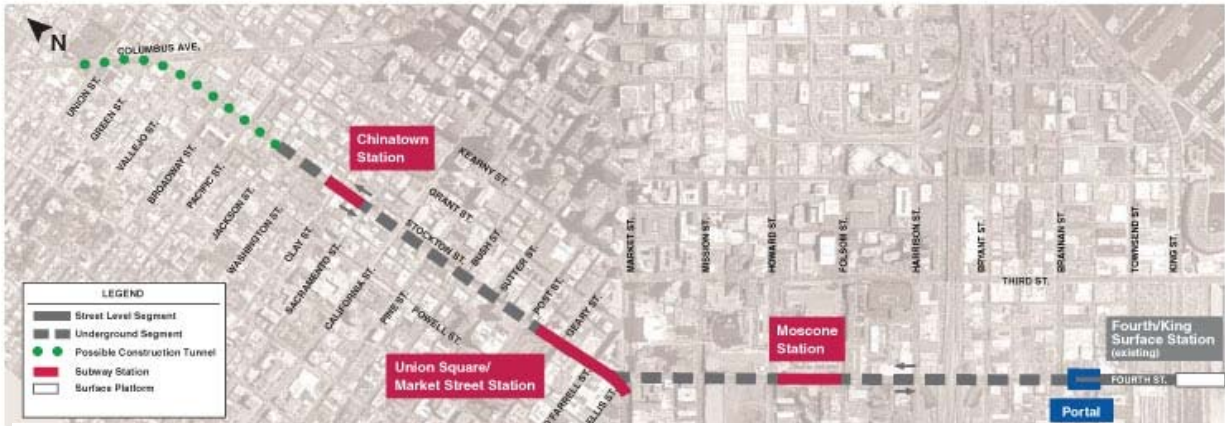 N
COLUMBUS AVE.
UNION ST.
GREEN ST.
VALLEJO ST.
BROADWAY ST.
PACIFIC ST.
JACKSON ST.
WASHINGTON ST.
CLAY ST.
SACRAMENTO ST.
CALIFORNIA ST.
PINE ST.
POWELL ST.
Chinatown
Station
KEARNY ST.
GRANT ST.
STOCKTON ST.
BUSH ST
SUTTER ST.
POST ST.
GEARY ST.
O'FARRELL ST.
ELLIS ST.
Union Square/
Market Street Station
MARKET ST.
MISSION ST.
HOWARD ST.
FOLSOM ST.
HARRISON ST.
BRYANT ST.
BRANNAN ST.
TOWNSEND ST.
KING ST.
THIRD ST.
Moscone
Station
Fourth/King
Surface Station
(existing)
FOURTH ST.
Portal
LEGEND
Street Level Segment
Underground Segment
Possible Construction Tunnel
Subway Station
Surface Platform